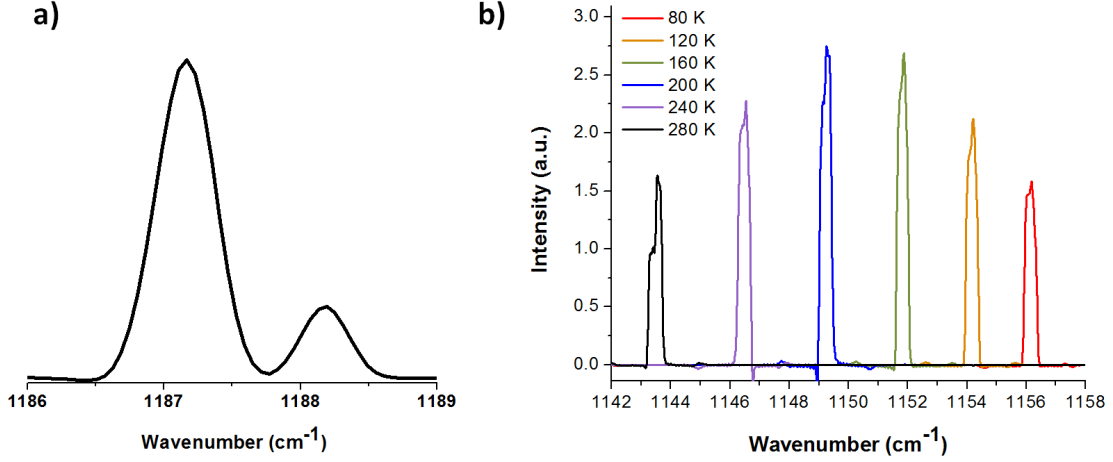 a)
1186 1187 1188 1189
Wavenumber (cm⁻¹)
b)
80 K
120 K
160 K
200 K
240 K
280 K
Intensity (a.u.)
3.0
2.5
2.0
1.5
1.0
0.5
0.0
1142 1144 1146 1148 1150 1152 1154 1156 1158
Wavenumber (cm⁻¹)